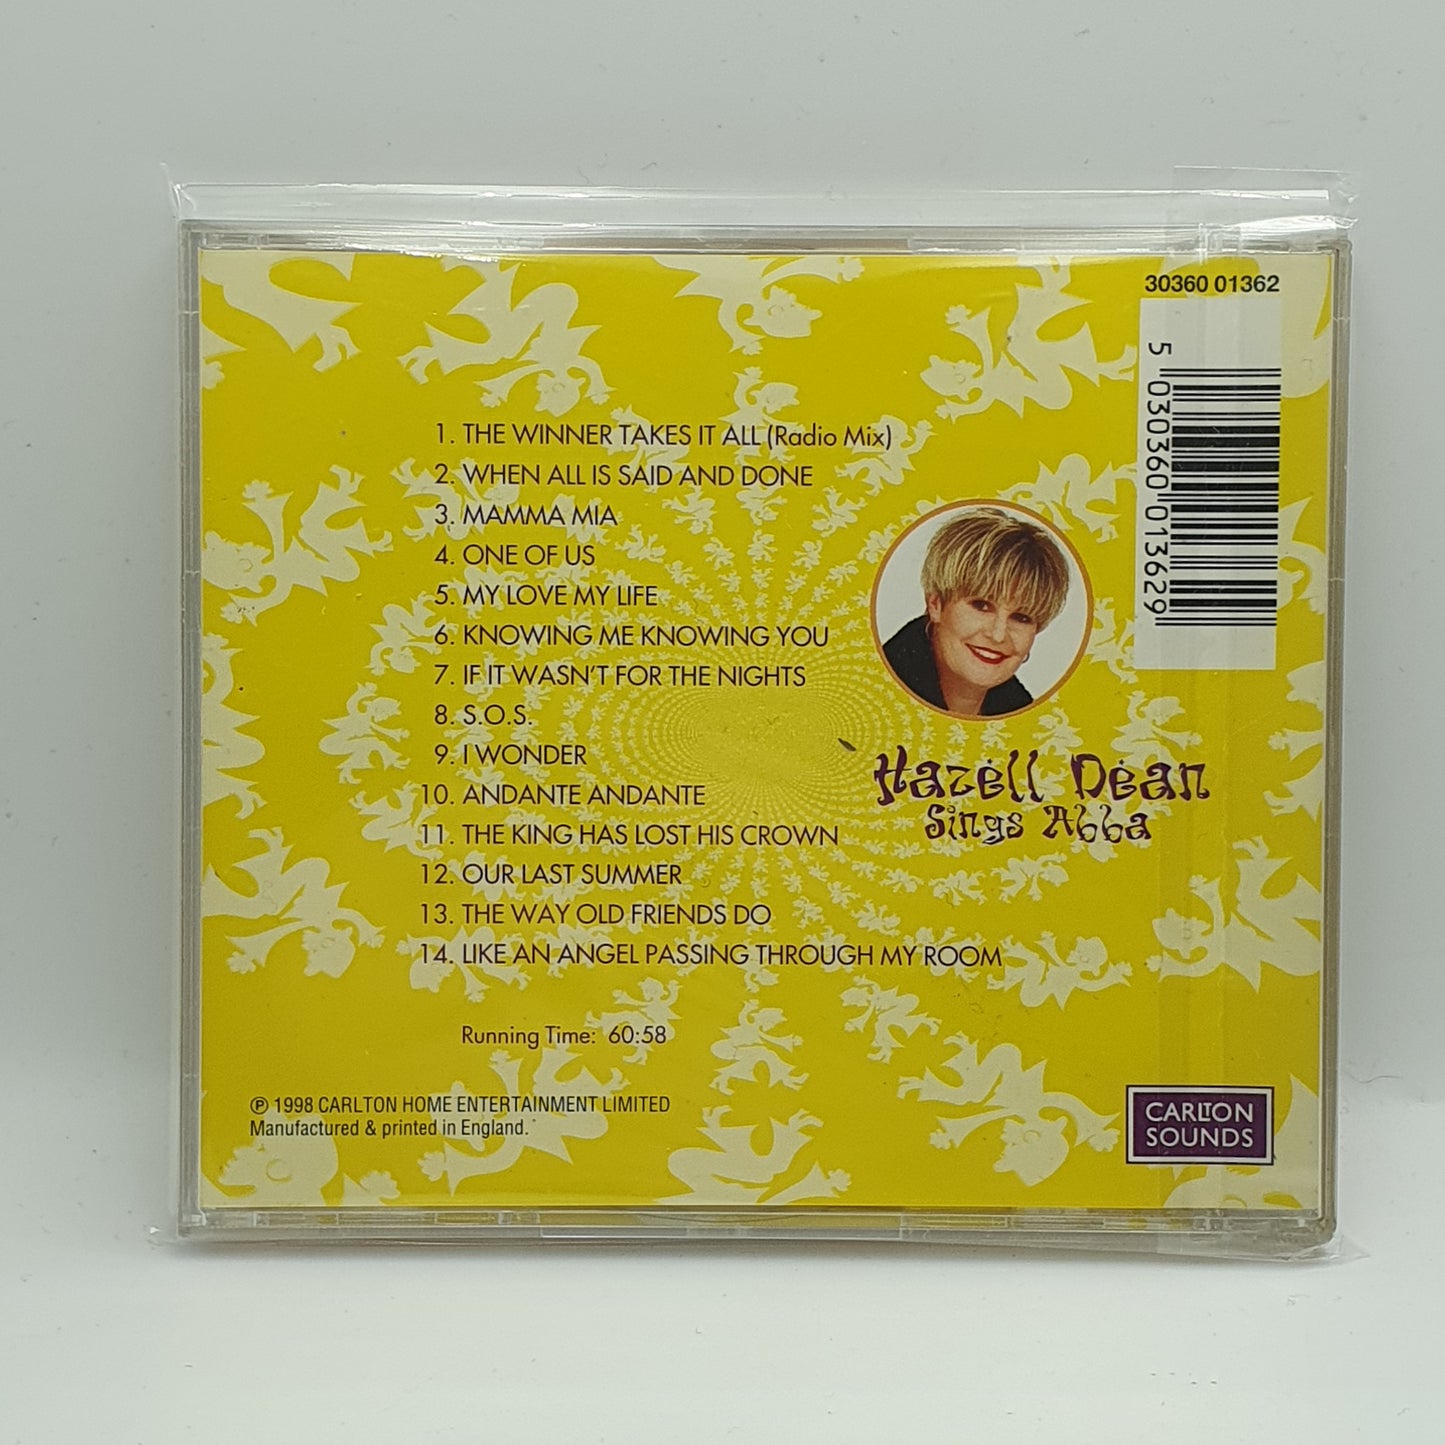 30360 01362
5 030360 013629
1. THE WINNER TAKES IT ALL (Radio Mix)
2. WHEN ALL IS SAID AND DONE
3. MAMMA MIA
4. ONE OF US
5. MY LOVE MY LIFE
6. KNOWING ME KNOWING YOU
7. IF IT WASN'T FOR THE NIGHTS
8. S.O.S.
9. I WONDER
10. ANDANTE ANDANTE
11. THE KING HAS LOST HIS CROWN
12. OUR LAST SUMMER
13. THE WAY OLD FRIENDS DO
14. LIKE AN ANGEL PASSING THROUGH MY ROOM
Hazell Dean
Sings Abba
Running Time: 60:58
℗ 1998 CARLTON HOME ENTERTAINMENT LIMITED
Manufactured & printed in England.
CARLTON
SOUNDS